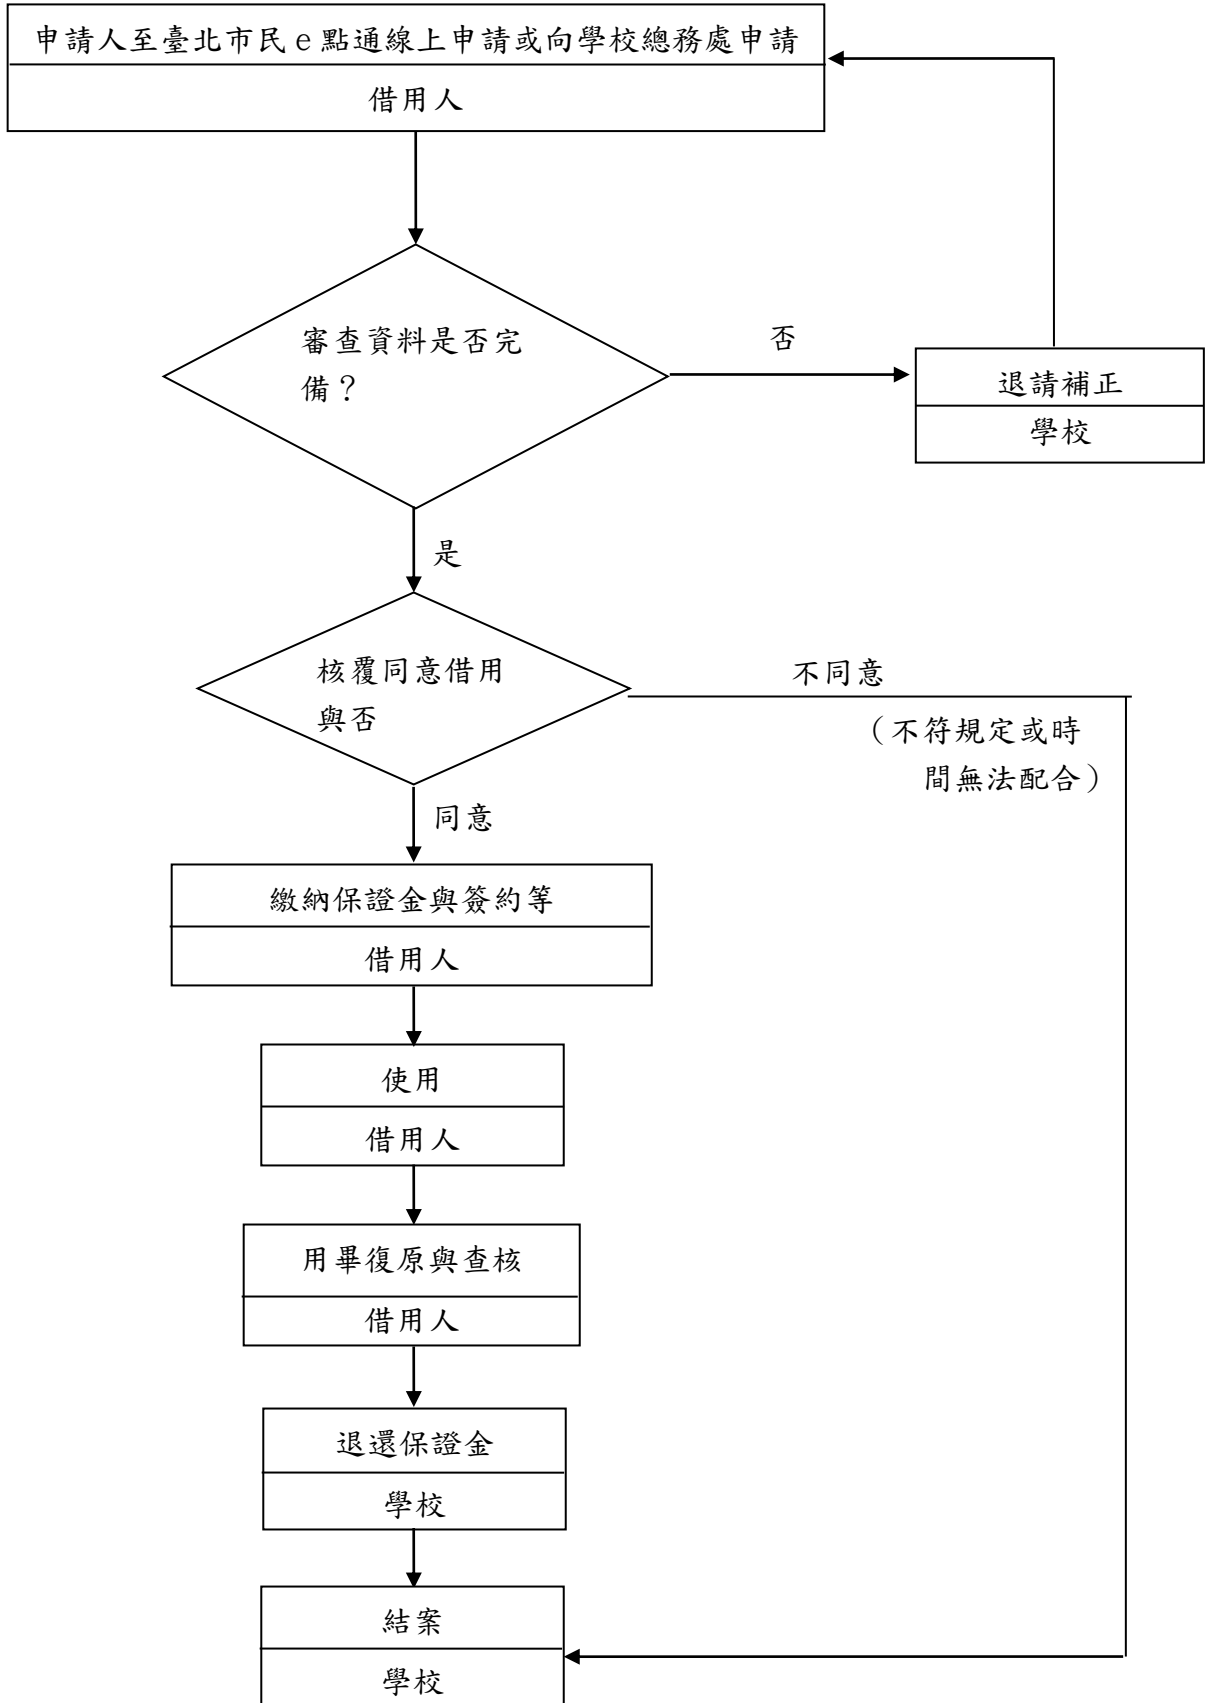 申請人至臺北市民e點通線上申請或向學校總務處申請
借用人
審查資料是否完
備？
否
退請補正
學校
是
核覆同意借用
與否
不同意
（不符規定或時
間無法配合）
同意
繳納保證金與簽約等
借用人
使用
借用人
用畢復原與查核
借用人
退還保證金
學校
結案
學校